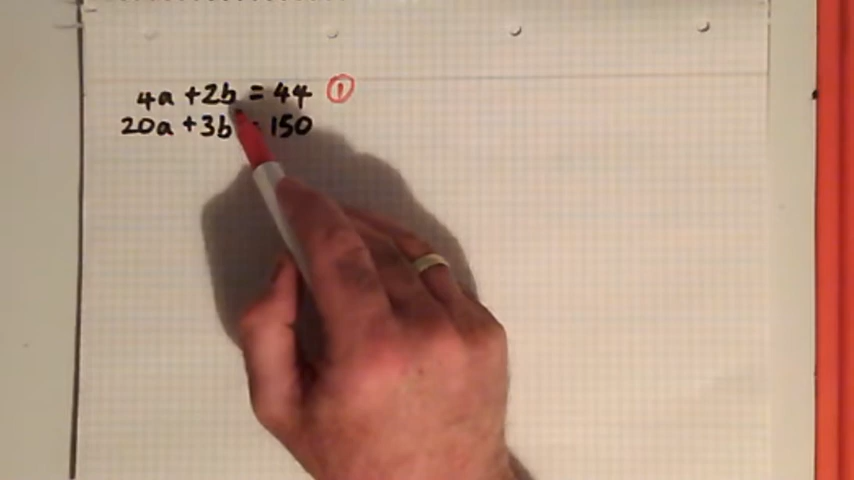 4a + 2b = 44 ①
20a + 3b = 150